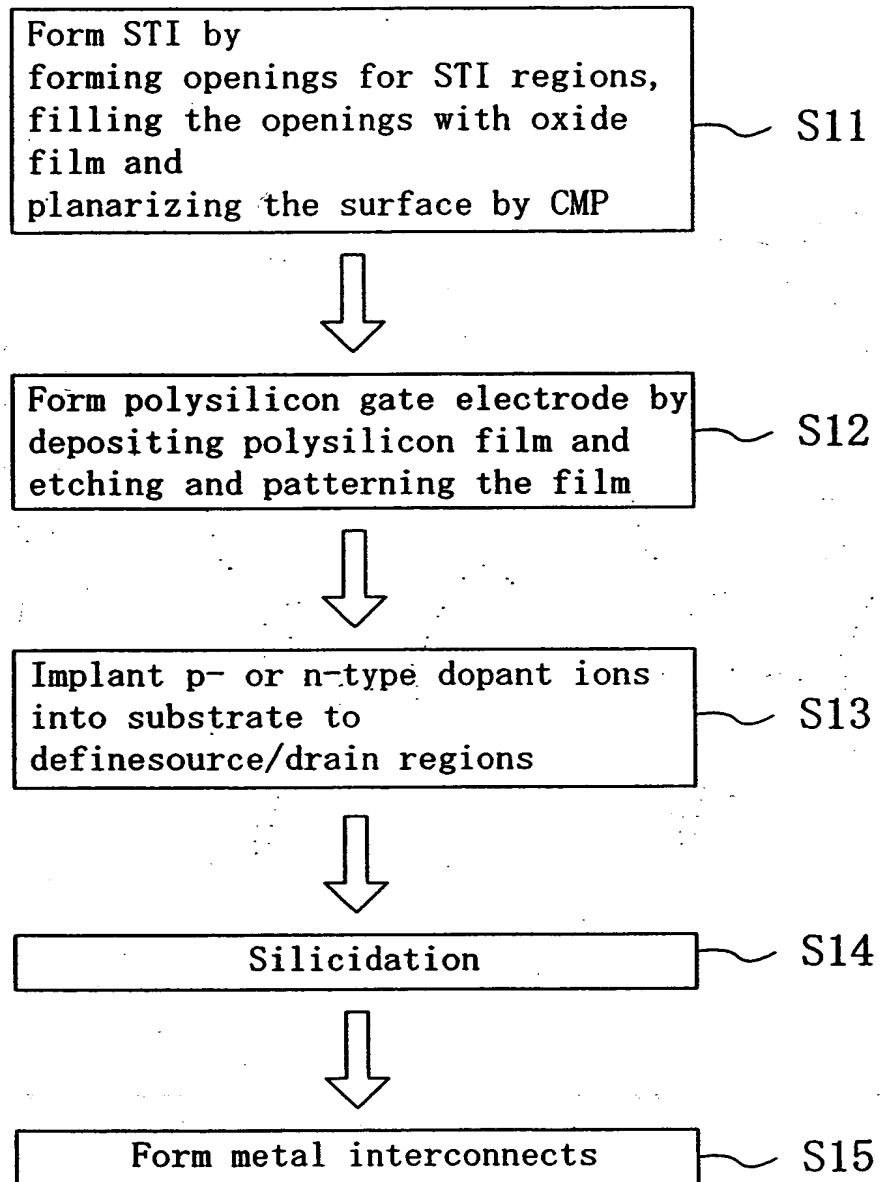 Form STI by
forming openings for STI regions,
filling the openings with oxide
film and
planarizing the surface by CMP
S11
Form polysilicon gate electrode by
depositing polysilicon film and
etching and patterning the film
S12
Implant p- or n-type dopant ions
into substrate to
definesource/drain regions
S13
Silicidation
S14
Form metal interconnects
S15